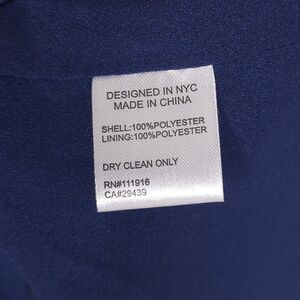 DESIGNED IN NYC
MADE IN CHINA
SHELL:100%POLYESTER
LINING:100%POLYESTER
DRY CLEAN ONLY
RN#111916
CA#29439